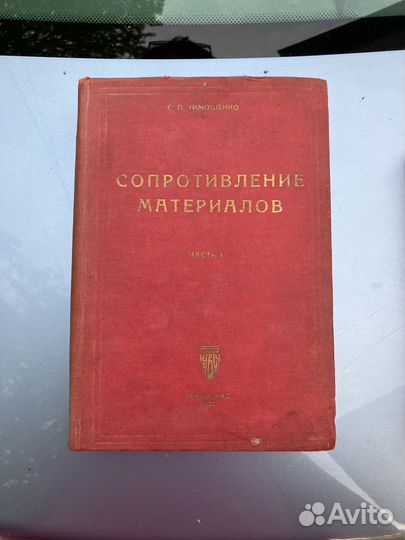 С. П. ТИМОШЕНКО
СОПРОТИВЛЕНИЕ
МАТЕРИАЛОВ
ЧАСТЬ I
Avito